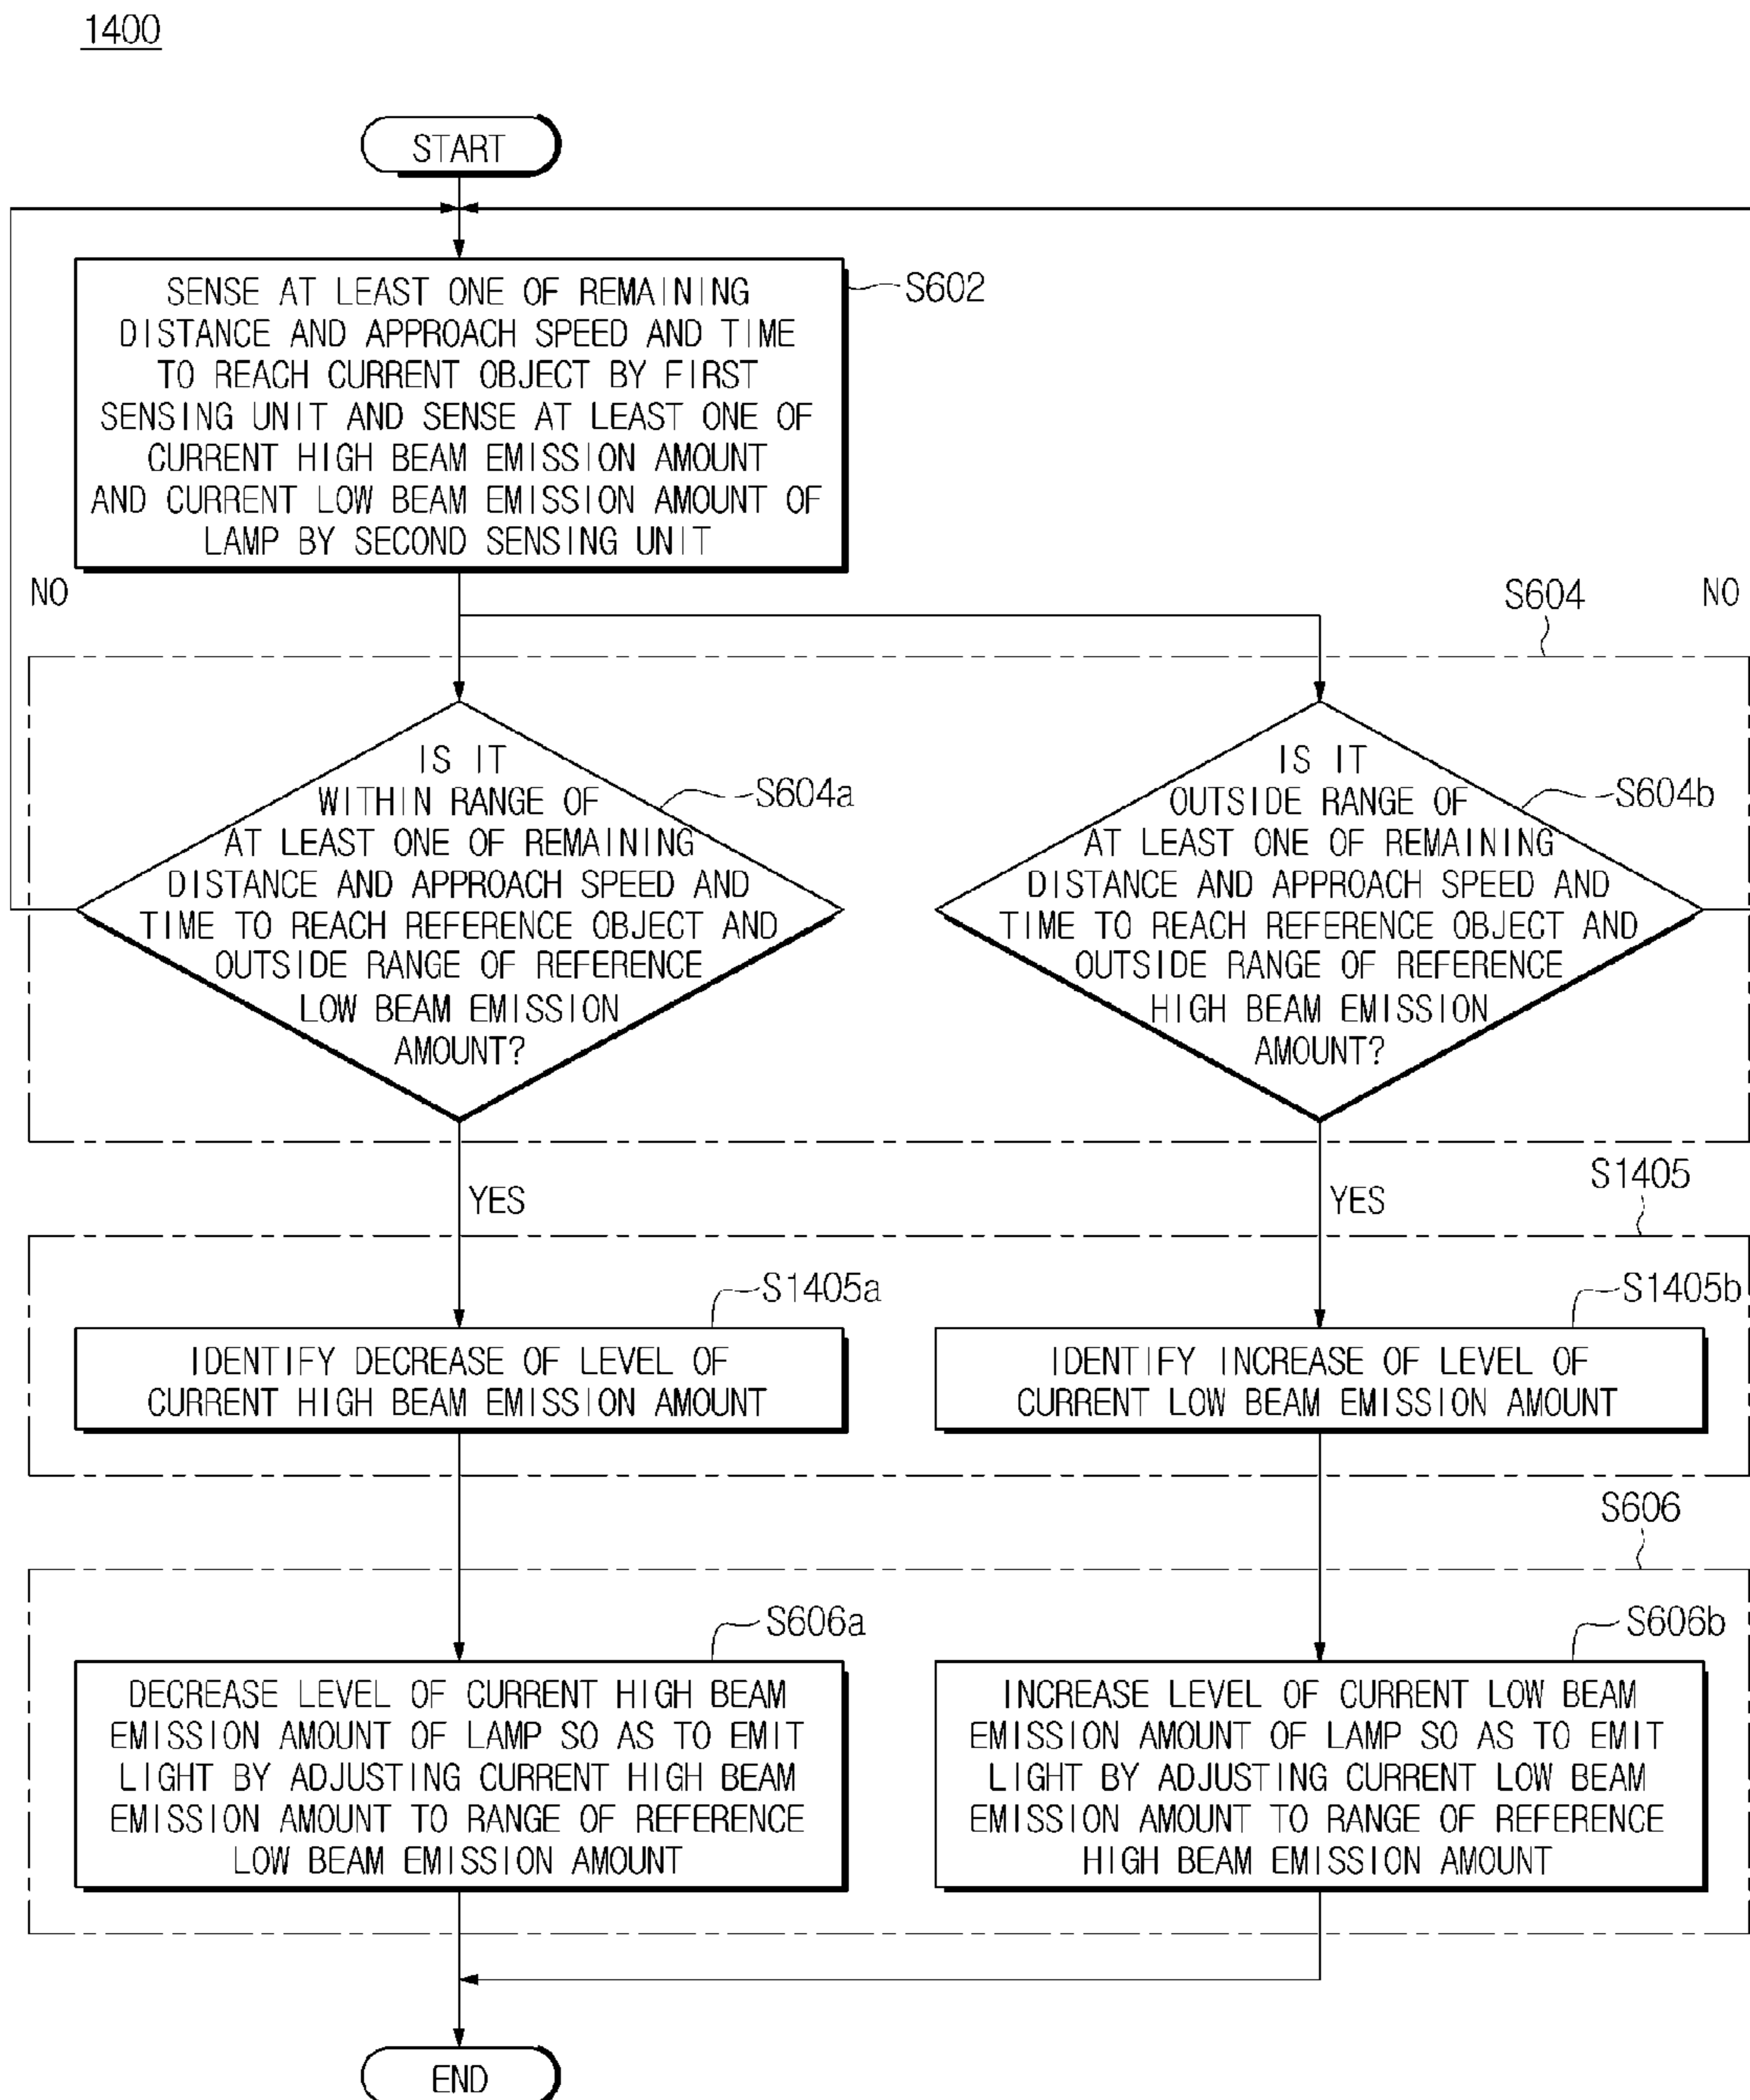 1400
START
SENSE AT LEAST ONE OF REMAINING
DISTANCE AND APPROACH SPEED AND TIME
TO REACH CURRENT OBJECT BY FIRST
SENSING UNIT AND SENSE AT LEAST ONE OF
CURRENT HIGH BEAM EMISSION AMOUNT
AND CURRENT LOW BEAM EMISSION AMOUNT OF
LAMP BY SECOND SENSING UNIT
S602
NO
S604
NO
IS IT
WITHIN RANGE OF
AT LEAST ONE OF REMAINING
DISTANCE AND APPROACH SPEED AND
TIME TO REACH REFERENCE OBJECT AND
OUTSIDE RANGE OF REFERENCE
LOW BEAM EMISSION
AMOUNT?
S604a
IS IT
OUTSIDE RANGE OF
AT LEAST ONE OF REMAINING
DISTANCE AND APPROACH SPEED AND
TIME TO REACH REFERENCE OBJECT AND
OUTSIDE RANGE OF REFERENCE
HIGH BEAM EMISSION
AMOUNT?
S604b
YES
YES
S1405
S1405a
IDENTIFY DECREASE OF LEVEL OF
CURRENT HIGH BEAM EMISSION AMOUNT
S1405b
IDENTIFY INCREASE OF LEVEL OF
CURRENT LOW BEAM EMISSION AMOUNT
S606
S606a
DECREASE LEVEL OF CURRENT HIGH BEAM
EMISSION AMOUNT OF LAMP SO AS TO EMIT
LIGHT BY ADJUSTING CURRENT HIGH BEAM
EMISSION AMOUNT TO RANGE OF REFERENCE
LOW BEAM EMISSION AMOUNT
S606b
INCREASE LEVEL OF CURRENT LOW BEAM
EMISSION AMOUNT OF LAMP SO AS TO EMIT
LIGHT BY ADJUSTING CURRENT LOW BEAM
EMISSION AMOUNT TO RANGE OF REFERENCE
HIGH BEAM EMISSION AMOUNT
END